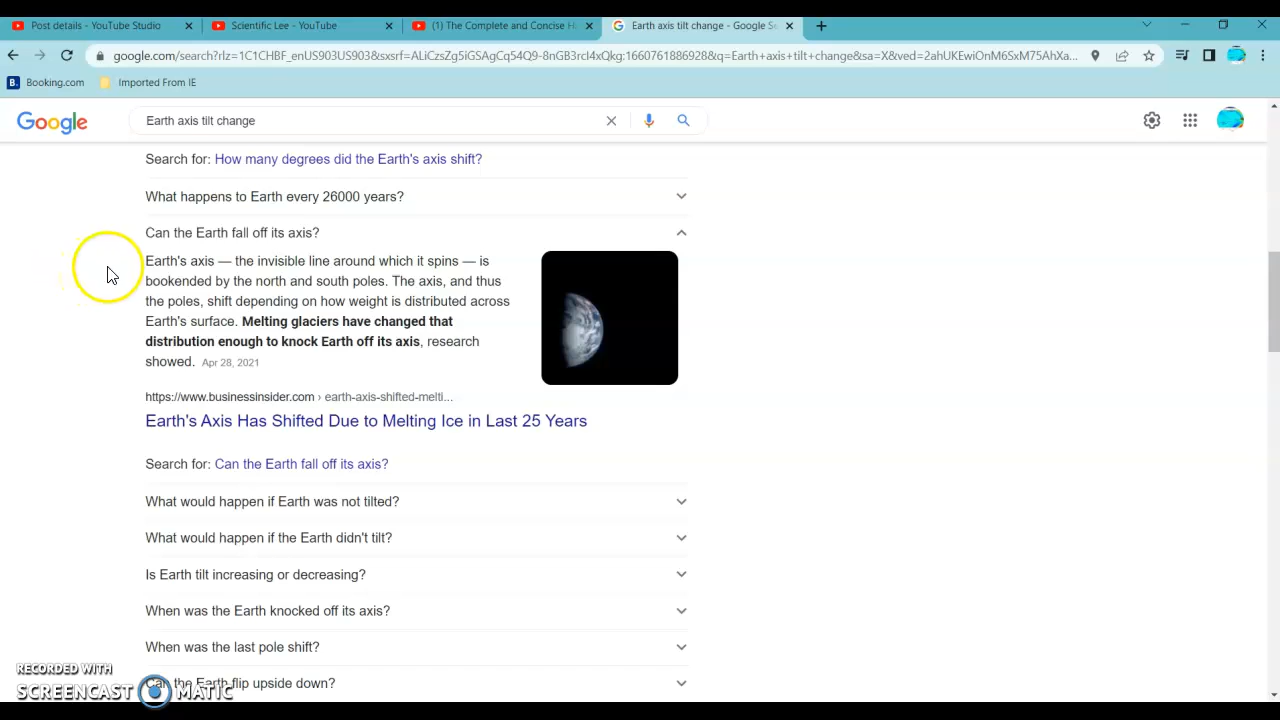 Post details - YouTube Studio
Scientific Lee - YouTube
(1) The Complete and Concise H
Earth axis tilt change - Google Se
google.com/search?rlz=1C1CHBF_enUS903US903&sxsrf=ALiCzsZg5iGSAgCq54Q9-8nGB3rcl4xQkg:1660761886928&q=Earth+axis+tilt+change&sa=X&ved=2ahUKEwiOnM6SxM75AhXa...
B. Booking.com
Imported From IE
Google
Earth axis tilt change
Search for: How many degrees did the Earth's axis shift?
What happens to Earth every 26000 years?
Can the Earth fall off its axis?
Earth's axis — the invisible line around which it spins — is
bookended by the north and south poles. The axis, and thus
the poles, shift depending on how weight is distributed across
Earth's surface. Melting glaciers have changed that
distribution enough to knock Earth off its axis, research
showed. Apr 28, 2021
https://www.businessinsider.com › earth-axis-shifted-melti...
Earth's Axis Has Shifted Due to Melting Ice in Last 25 Years
Search for: Can the Earth fall off its axis?
What would happen if Earth was not tilted?
What would happen if the Earth didn't tilt?
Is Earth tilt increasing or decreasing?
When was the Earth knocked off its axis?
When was the last pole shift?
Can the Earth flip upside down?
RECORDED WITH
SCREENCAST MATIC